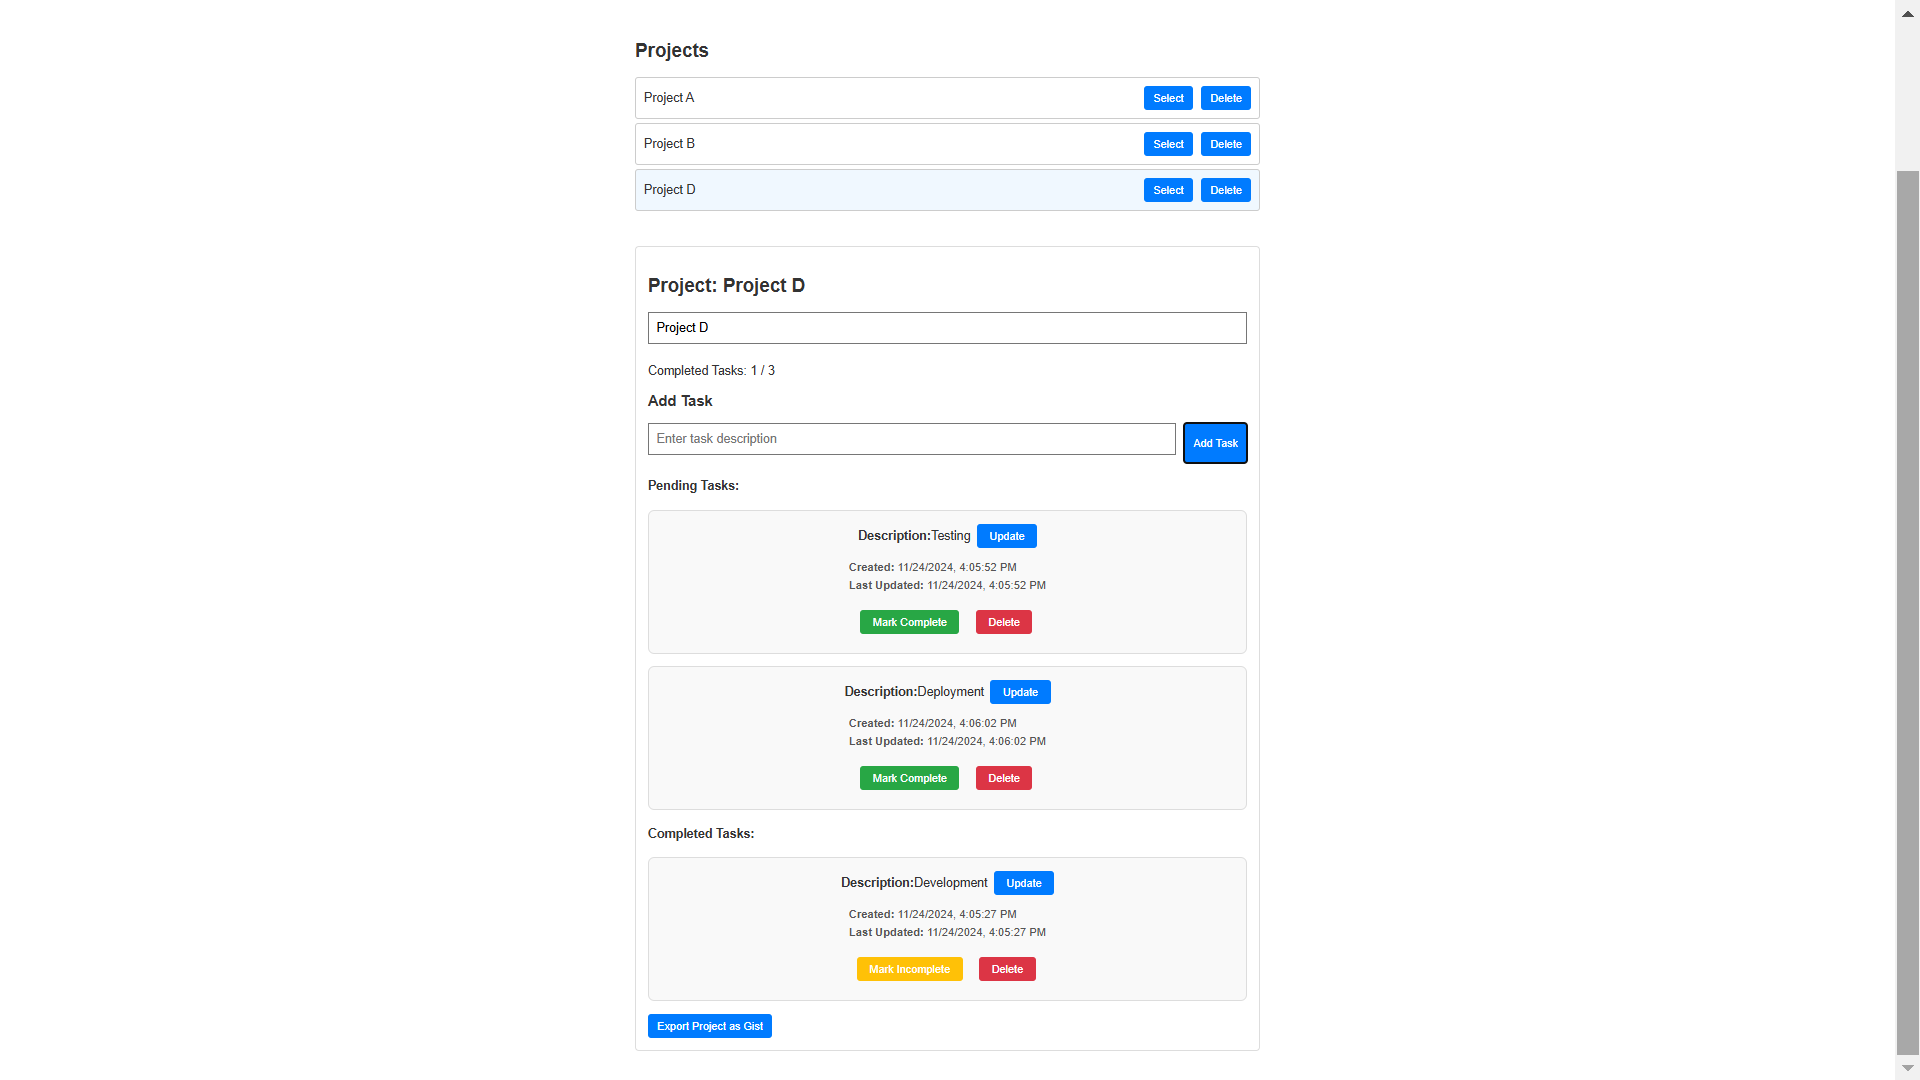 Projects
Project A Select Delete
Project B Select Delete
Project D Select Delete
Project: Project D
Project D
Completed Tasks: 1 / 3
Add Task
Enter task description Add Task
Pending Tasks:
Description:Testing Update
Created: 11/24/2024, 4:05:52 PM
Last Updated: 11/24/2024, 4:05:52 PM
Mark Complete Delete
Description:Deployment Update
Created: 11/24/2024, 4:06:02 PM
Last Updated: 11/24/2024, 4:06:02 PM
Mark Complete Delete
Completed Tasks:
Description:Development Update
Created: 11/24/2024, 4:05:27 PM
Last Updated: 11/24/2024, 4:05:27 PM
Mark Incomplete Delete
Export Project as Gist